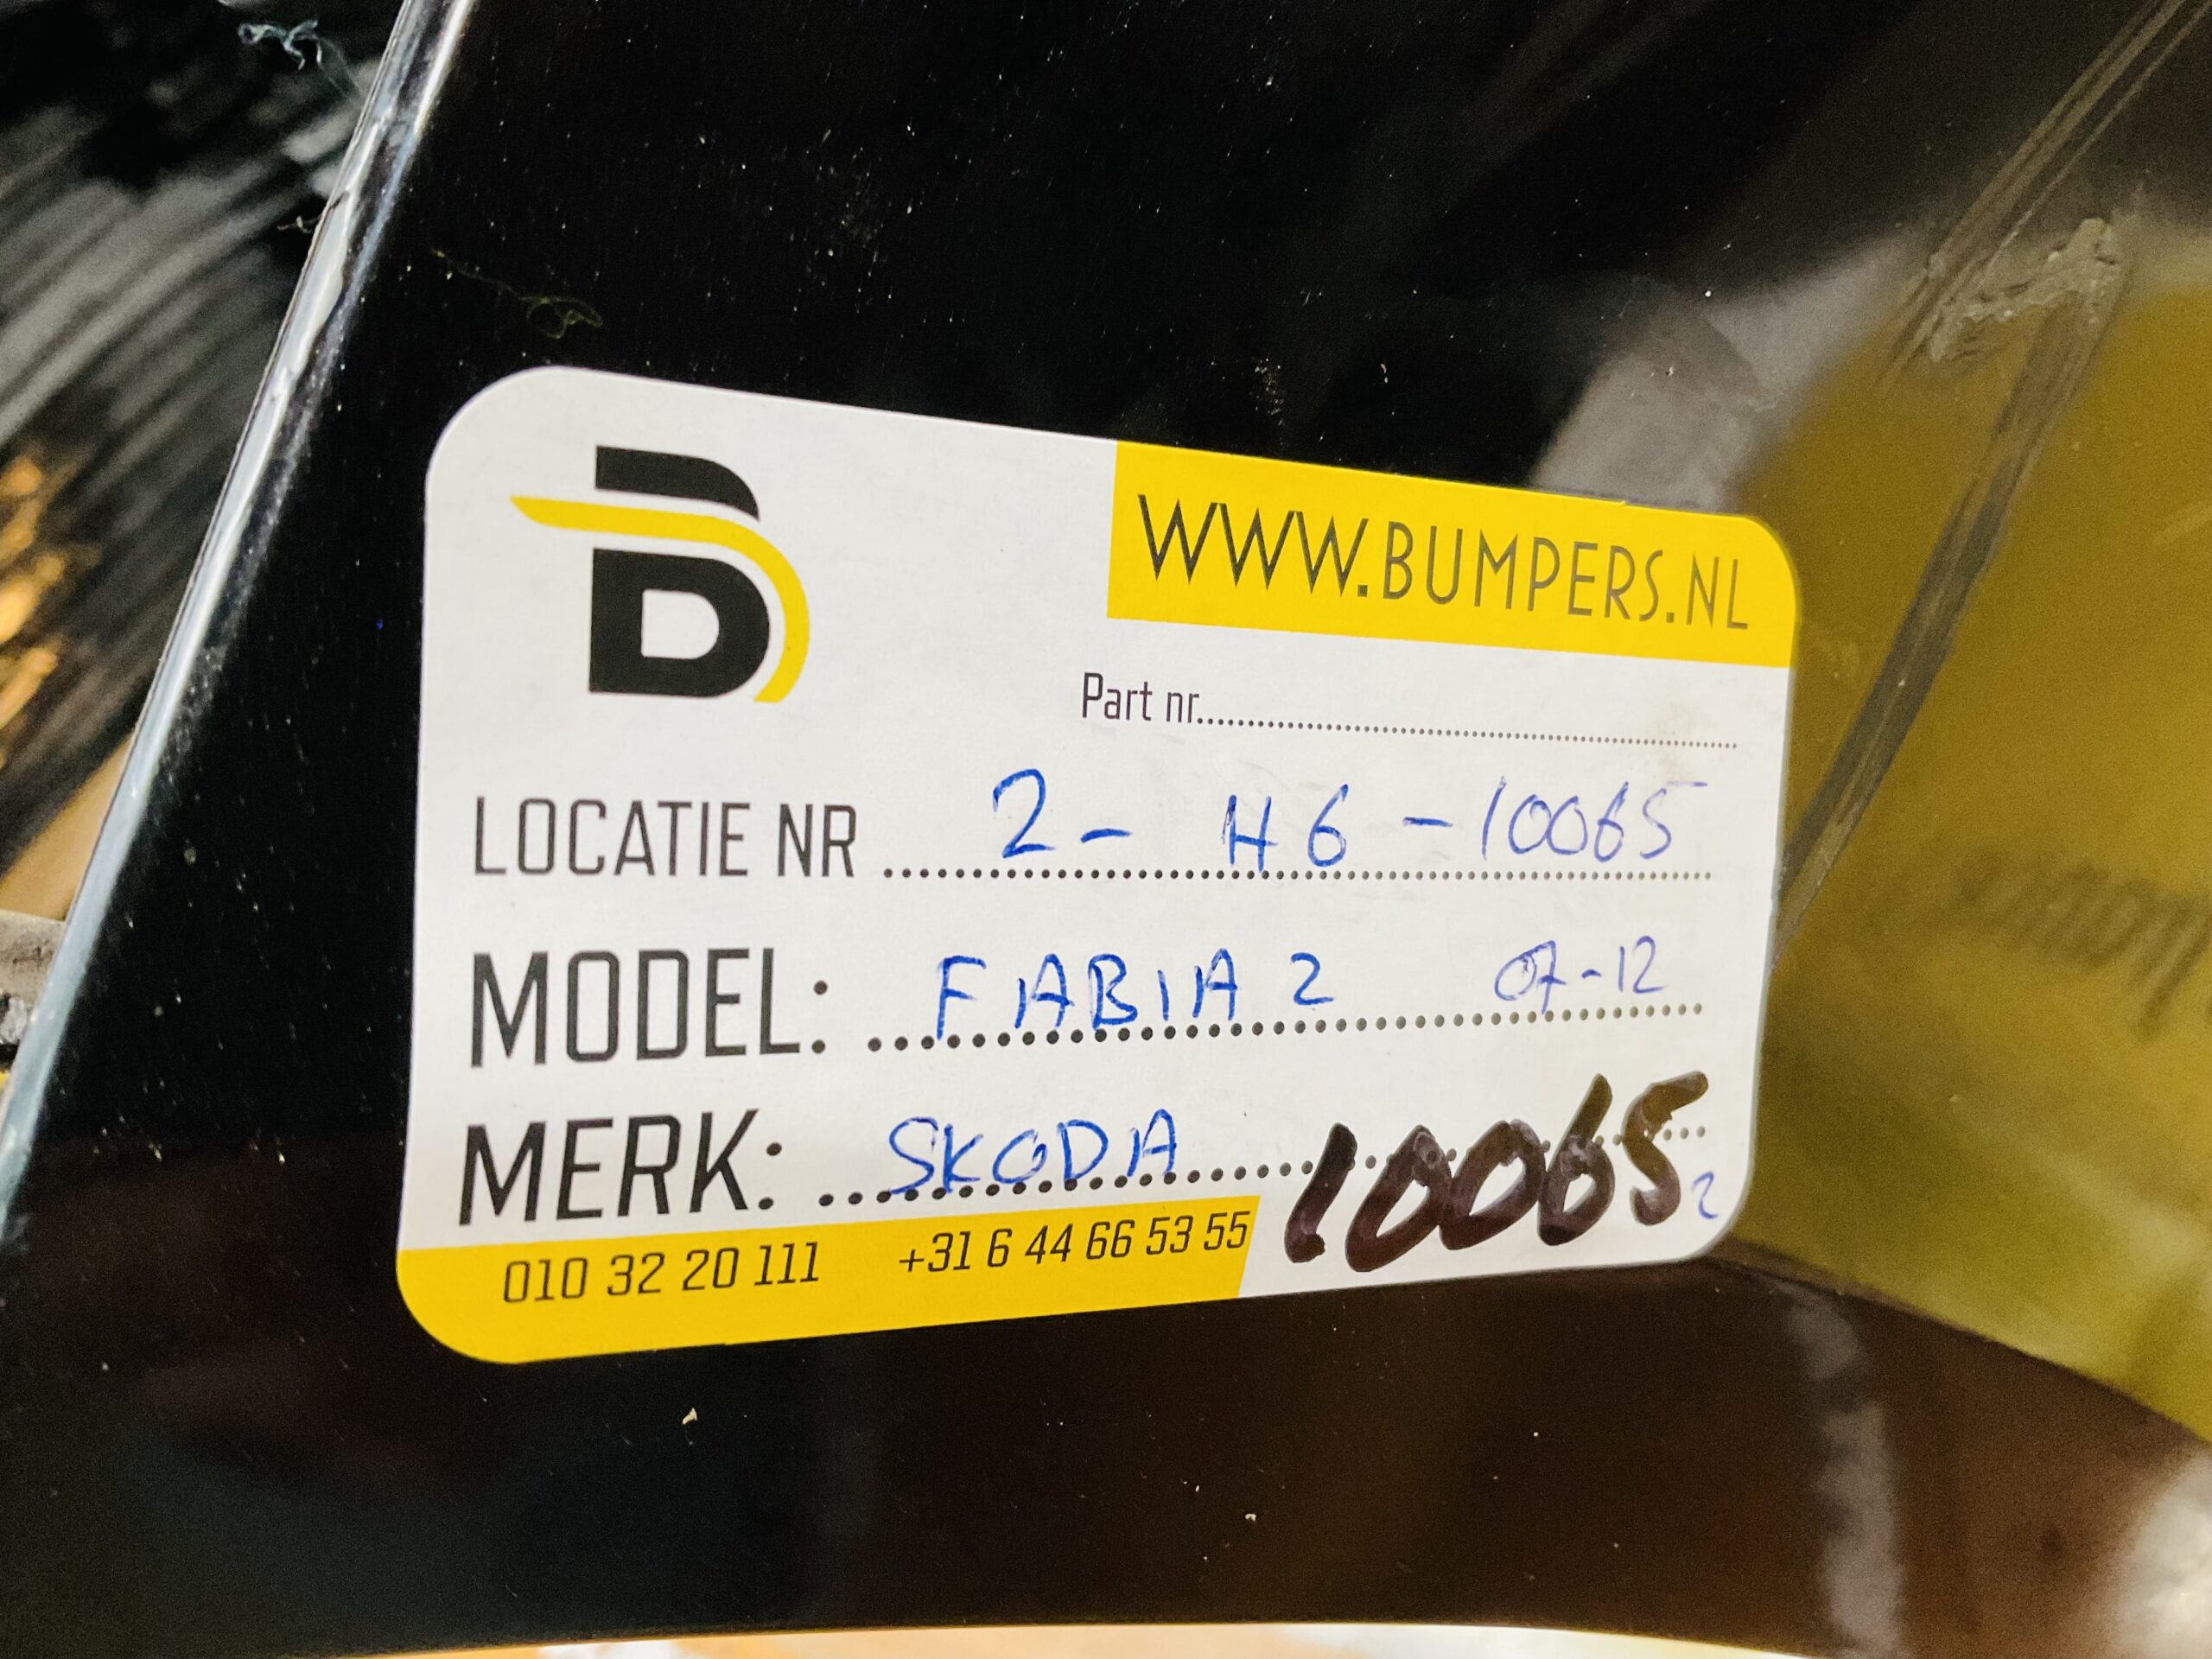 B
WWW.BUMPERS.NL
Part nr..........
LOCATIE NR .......... 2 - H6 - 10065
MODEL: .......... FABIA 2 07-12
MERK: .......... SKODA 10065 2
010 32 20 111 +31 6 44 66 53 55